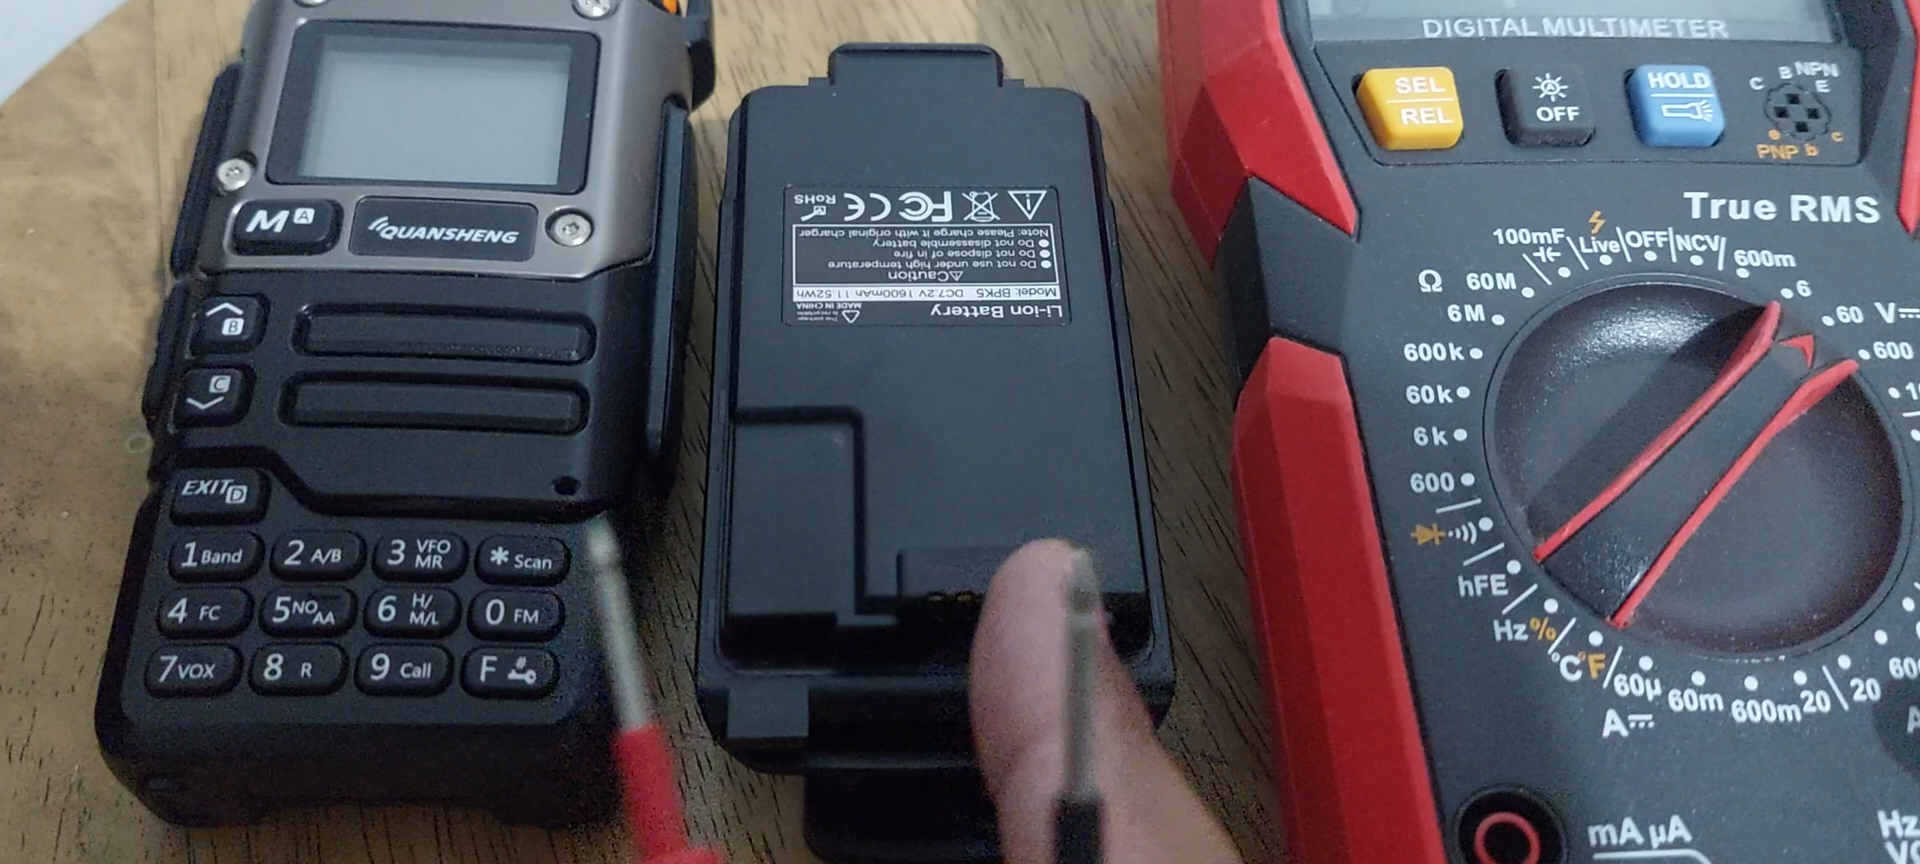 M A
QUANSHENG
B
C
EXIT D
1 Band
2 A/B
3 VFO MR
* Scan
4 FC
5 NOAA
6 H/M/L
0 FM
7 VOX
8 R
9 Call
F #
RoHS CE FC
Note: Please charge it with original charger
Do not disassemble battery
Do not dispose of in fire
Do not use under high temperature
Caution
Model: BPK5 DC7.2V 1600mAh 11.52Wh
MADE IN CHINA
Li-ion Battery
DIGITAL MULTIMETER
SEL
REL
OFF
HOLD
C B NPN E
e PNP b c
True RMS
100mF
Live
OFF
NCV
600m
6
60
V
600
Ω
60M
6M
600k
60k
6k
600
hFE
Hz%
°C°F
60µ
60m
600m
20
20
A
mA µA
Hz